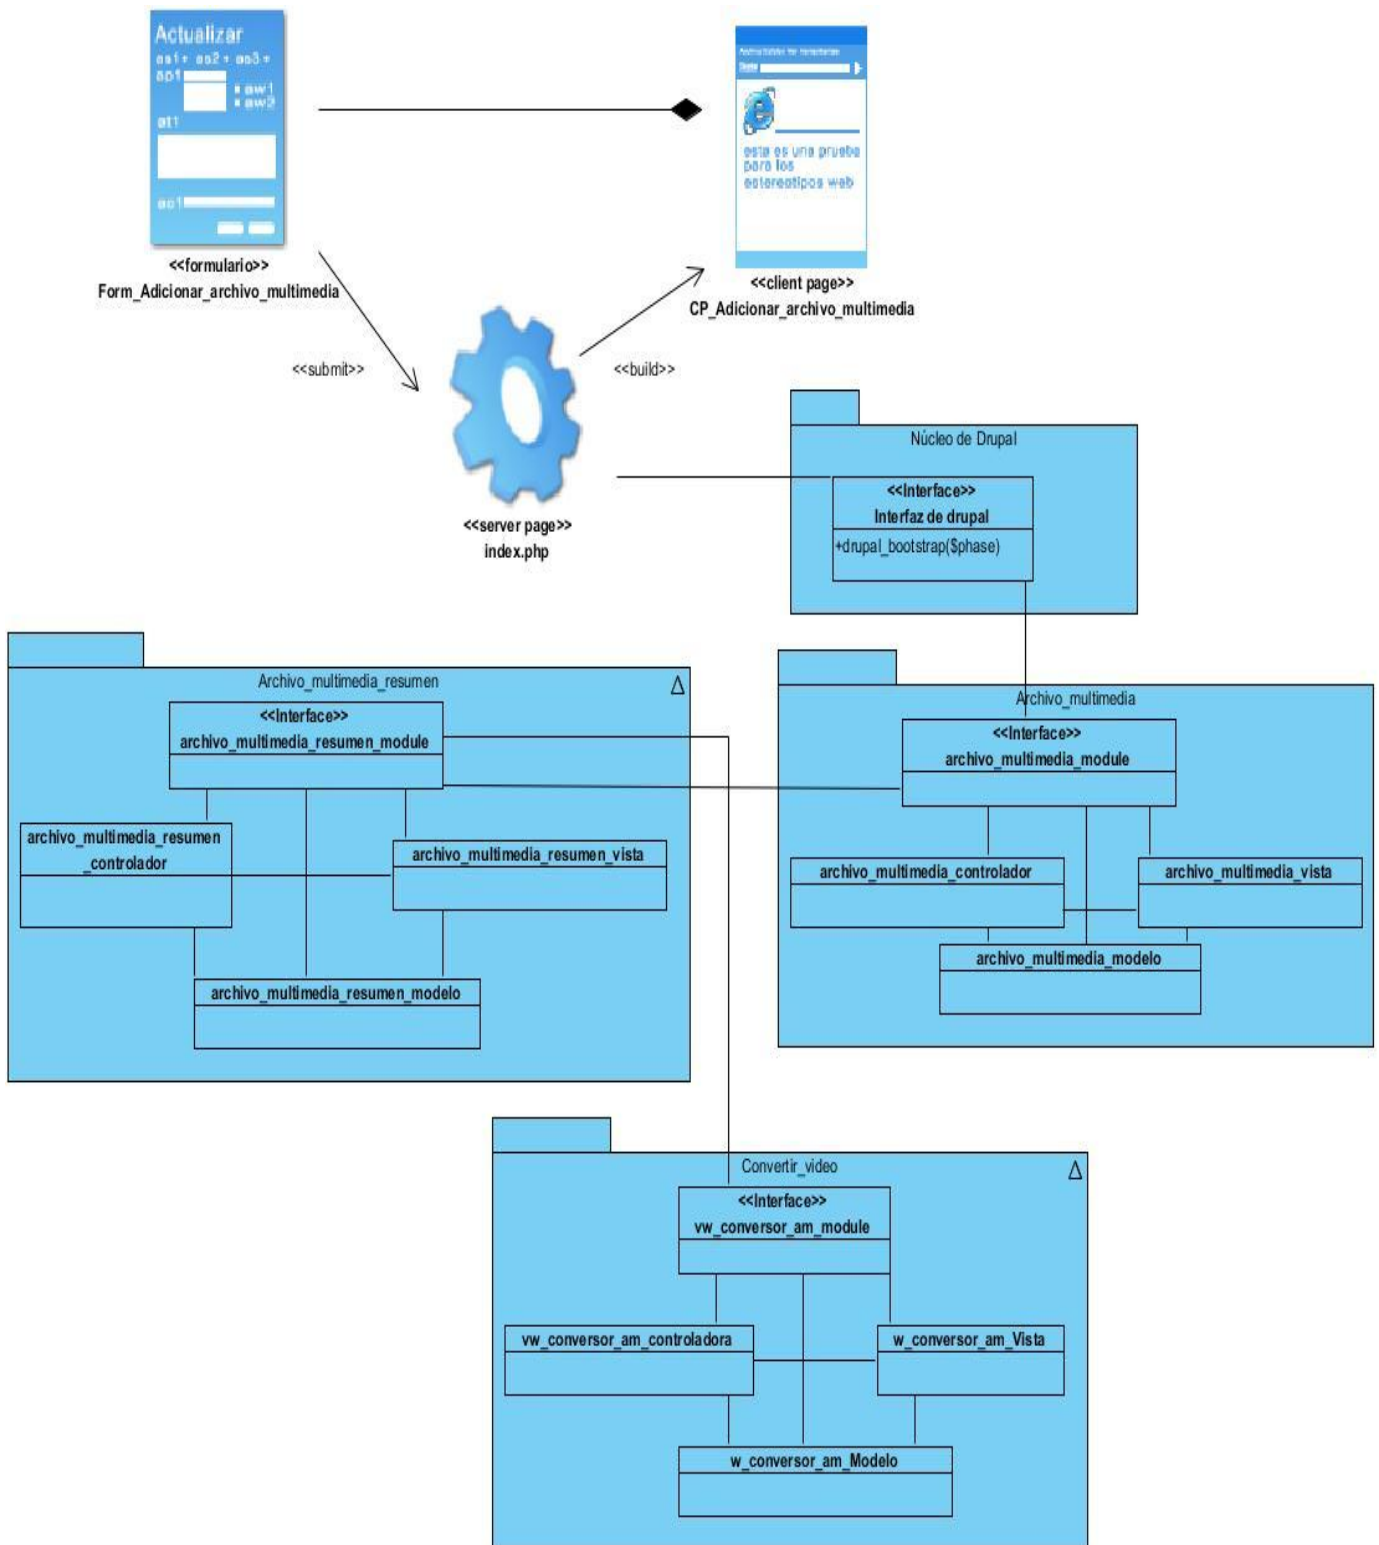 Actualizar
as1+ as2+ as3+
ap1
aw1
aw2
at1
ao1
<<formulario>>
Form_Adicionar_archivo_multimedia
esta es una prueba
para los
estereotipos web
<<client page>>
CP_Adicionar_archivo_multimedia
<<submit>>
<<build>>
<<server page>>
index.php
Núcleo de Drupal
<<Interface>>
Interfaz de drupal
+drupal_bootstrap($phase)
Archivo_multimedia_resumen
<<Interface>>
archivo_multimedia_resumen_module
archivo_multimedia_resumen
_controlador
archivo_multimedia_resumen_vista
archivo_multimedia_resumen_modelo
Archivo_multimedia
<<Interface>>
archivo_multimedia_module
archivo_multimedia_controlador
archivo_multimedia_vista
archivo_multimedia_modelo
Convertir_video
<<Interface>>
vw_conversor_am_module
vw_conversor_am_controladora
w_conversor_am_Vista
w_conversor_am_Modelo